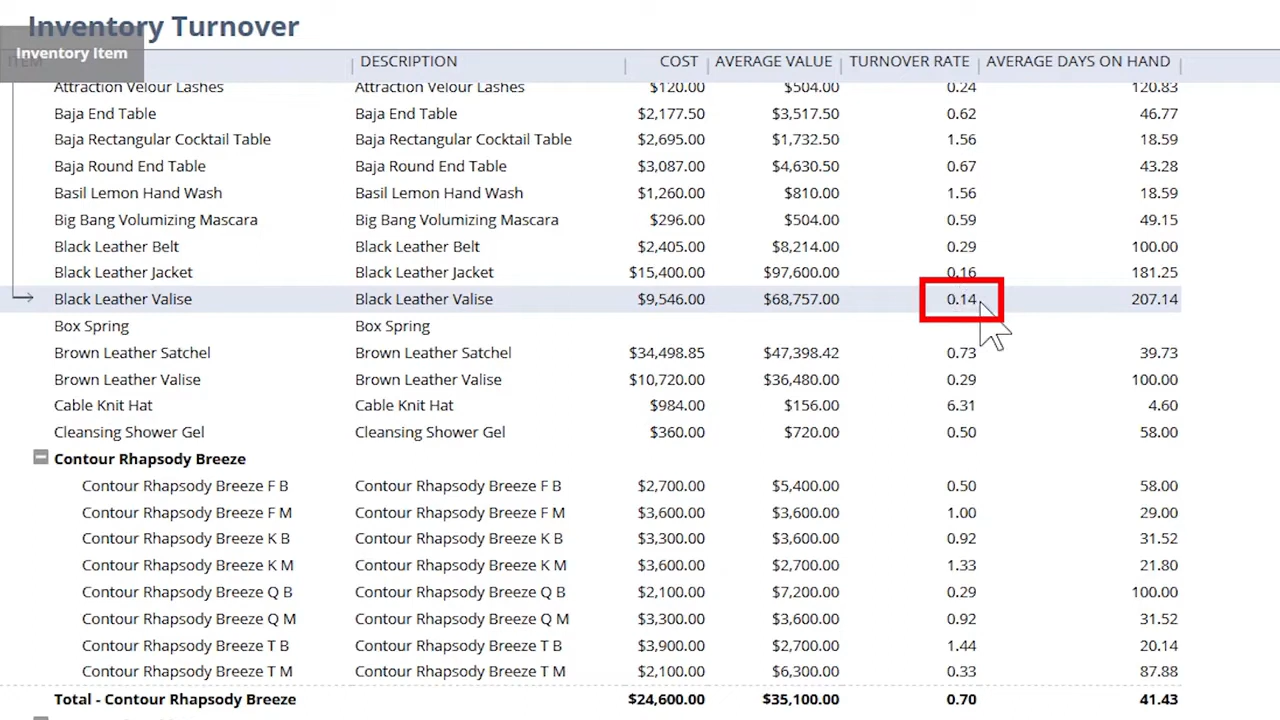 Inventory Turnover
Inventory Item
ITEM DESCRIPTION COST AVERAGE VALUE TURNOVER RATE AVERAGE DAYS ON HAND
Attraction Velour Lashes Attraction Velour Lashes $120.00 $504.00 0.24 120.83
Baja End Table Baja End Table $2,177.50 $3,517.50 0.62 46.77
Baja Rectangular Cocktail Table Baja Rectangular Cocktail Table $2,695.00 $1,732.50 1.56 18.59
Baja Round End Table Baja Round End Table $3,087.00 $4,630.50 0.67 43.28
Basil Lemon Hand Wash Basil Lemon Hand Wash $1,260.00 $810.00 1.56 18.59
Big Bang Volumizing Mascara Big Bang Volumizing Mascara $296.00 $504.00 0.59 49.15
Black Leather Belt Black Leather Belt $2,405.00 $8,214.00 0.29 100.00
Black Leather Jacket Black Leather Jacket $15,400.00 $97,600.00 0.16 181.25
Black Leather Valise Black Leather Valise $9,546.00 $68,757.00 0.14 207.14
Box Spring Box Spring
Brown Leather Satchel Brown Leather Satchel $34,498.85 $47,398.42 0.73 39.73
Brown Leather Valise Brown Leather Valise $10,720.00 $36,480.00 0.29 100.00
Cable Knit Hat Cable Knit Hat $984.00 $156.00 6.31 4.60
Cleansing Shower Gel Cleansing Shower Gel $360.00 $720.00 0.50 58.00
Contour Rhapsody Breeze
Contour Rhapsody Breeze F B Contour Rhapsody Breeze F B $2,700.00 $5,400.00 0.50 58.00
Contour Rhapsody Breeze F M Contour Rhapsody Breeze F M $3,600.00 $3,600.00 1.00 29.00
Contour Rhapsody Breeze K B Contour Rhapsody Breeze K B $3,300.00 $3,600.00 0.92 31.52
Contour Rhapsody Breeze K M Contour Rhapsody Breeze K M $3,600.00 $2,700.00 1.33 21.80
Contour Rhapsody Breeze Q B Contour Rhapsody Breeze Q B $2,100.00 $7,200.00 0.29 100.00
Contour Rhapsody Breeze Q M Contour Rhapsody Breeze Q M $3,300.00 $3,600.00 0.92 31.52
Contour Rhapsody Breeze T B Contour Rhapsody Breeze T B $3,900.00 $2,700.00 1.44 20.14
Contour Rhapsody Breeze T M Contour Rhapsody Breeze T M $2,100.00 $6,300.00 0.33 87.88
Total - Contour Rhapsody Breeze $24,600.00 $35,100.00 0.70 41.43